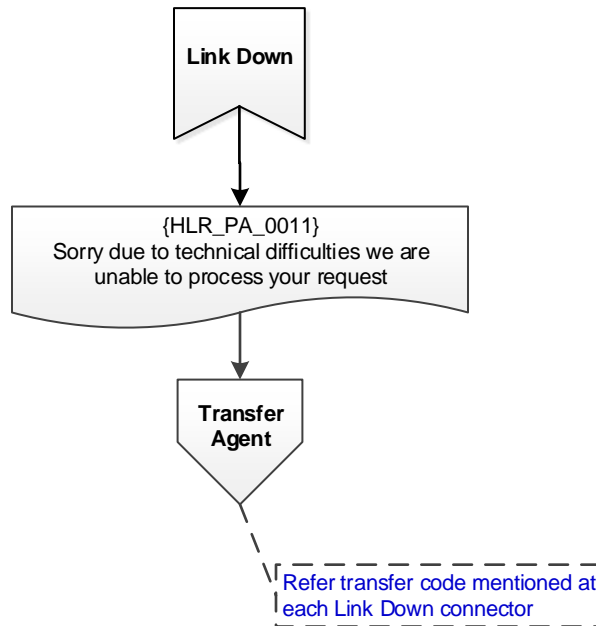 Link Down
{HLR_PA_0011}
Sorry due to technical difficulties we are
unable to process your request
Transfer
Agent
Refer transfer code mentioned at
each Link Down connector